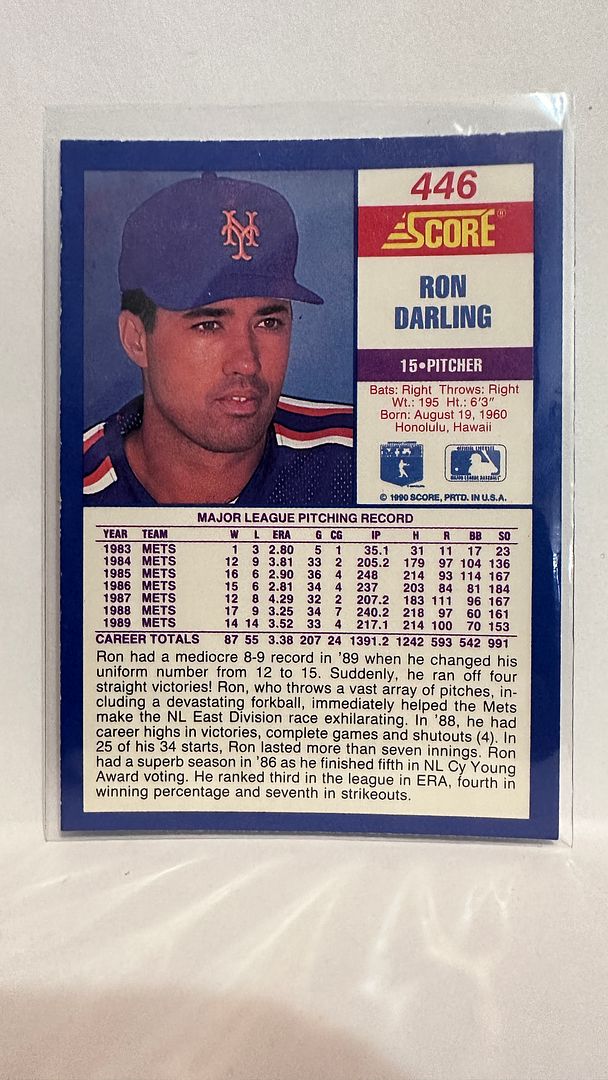 446
SCORE®
RON
DARLING
15•PITCHER
Bats: Right Throws: Right
Wt.: 195 Ht.: 6'3"
Born: August 19, 1960
Honolulu, Hawaii
© 1990 SCORE, PRTD. IN U.S.A.
NY
MAJOR LEAGUE PITCHING RECORD
YEAR TEAM W L ERA G CG IP H R BB SO
1983 METS 1 3 2.80 5 1 35.1 31 11 17 23
1984 METS 12 9 3.81 33 2 205.2 179 97 104 136
1985 METS 16 6 2.90 36 4 248 214 93 114 167
1986 METS 15 6 2.81 34 4 237 203 84 81 184
1987 METS 12 8 4.29 32 2 207.2 183 111 96 167
1988 METS 17 9 3.25 34 7 240.2 218 97 60 161
1989 METS 14 14 3.52 33 4 217.1 214 100 70 153
CAREER TOTALS 87 55 3.38 207 24 1391.2 1242 593 542 991
Ron had a mediocre 8-9 record in '89 when he changed his
uniform number from 12 to 15. Suddenly, he ran off four
straight victories! Ron, who throws a vast array of pitches, in-
cluding a devastating forkball, immediately helped the Mets
make the NL East Division race exhilarating. In '88, he had
career highs in victories, complete games and shutouts (4). In
25 of his 34 starts, Ron lasted more than seven innings. Ron
had a superb season in '86 as he finished fifth in NL Cy Young
Award voting. He ranked third in the league in ERA, fourth in
winning percentage and seventh in strikeouts.